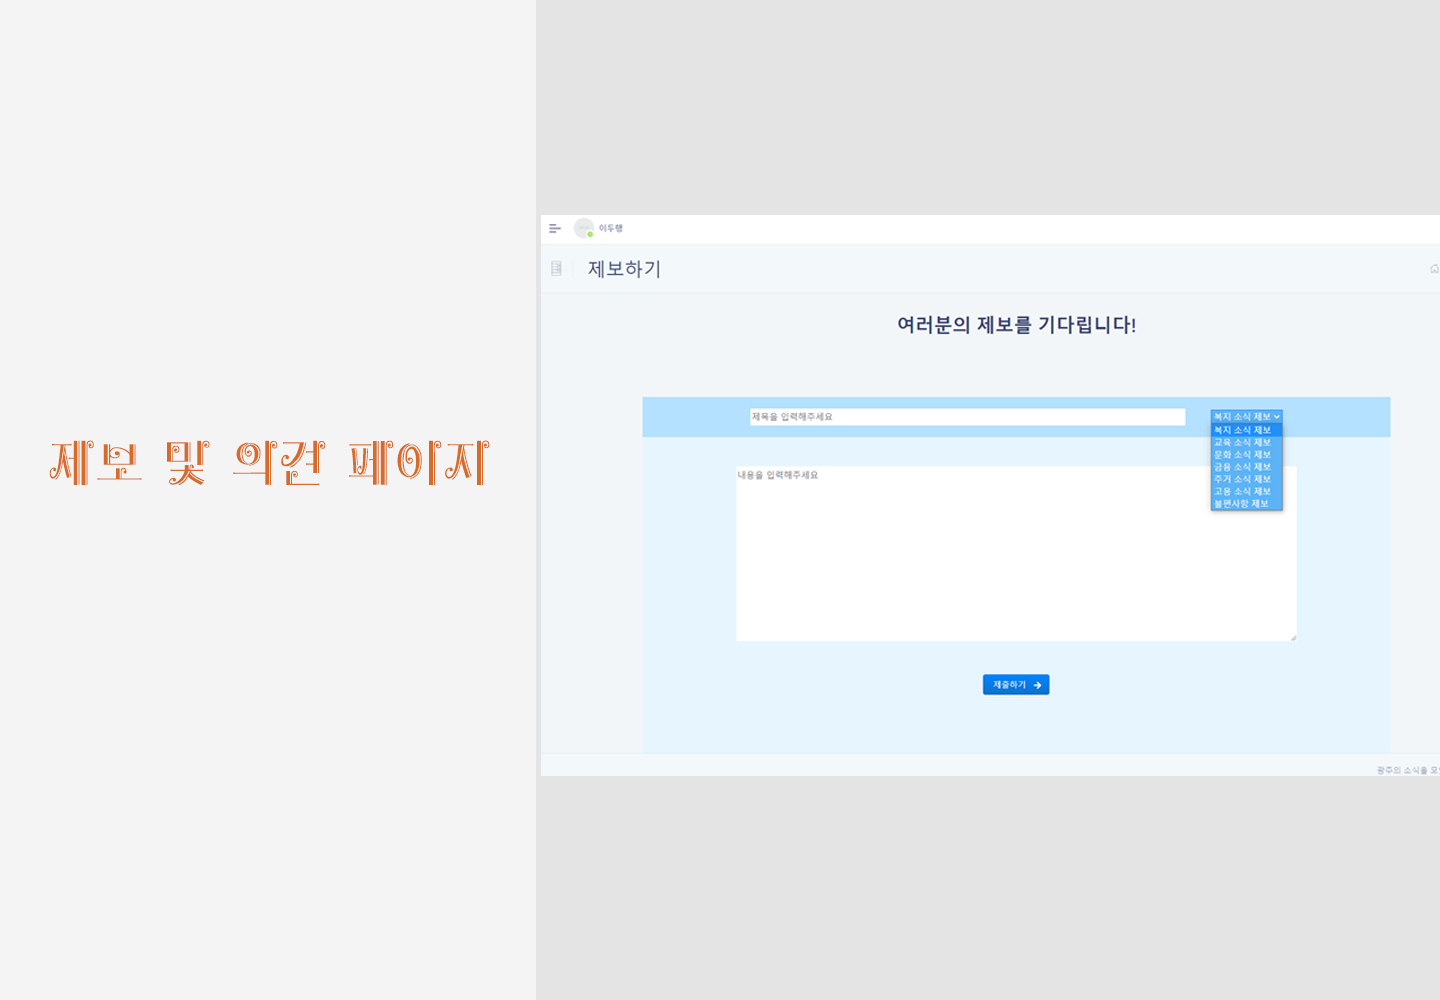 제보 및 의견 페이지
이두행
제보하기
여러분의 제보를 기다립니다!
제목을 입력해주세요
복지 소식 제보
복지 소식 제보
교육 소식 제보
문화 소식 제보
금융 소식 제보
주거 소식 제보
고용 소식 제보
불편사항 제보
내용을 입력해주세요
제출하기
광주의 소식을